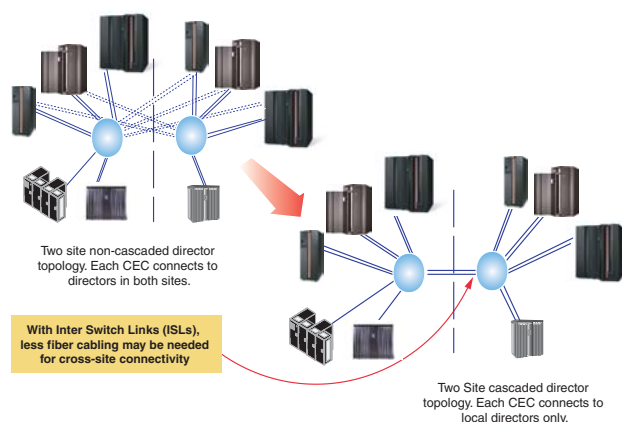 Two site non-cascaded director
topology. Each CEC connects to
directors in both sites.
With Inter Switch Links (ISLs),
less fiber cabling may be needed
for cross-site connectivity
Two Site cascaded director
topology. Each CEC connects to
local directors only.